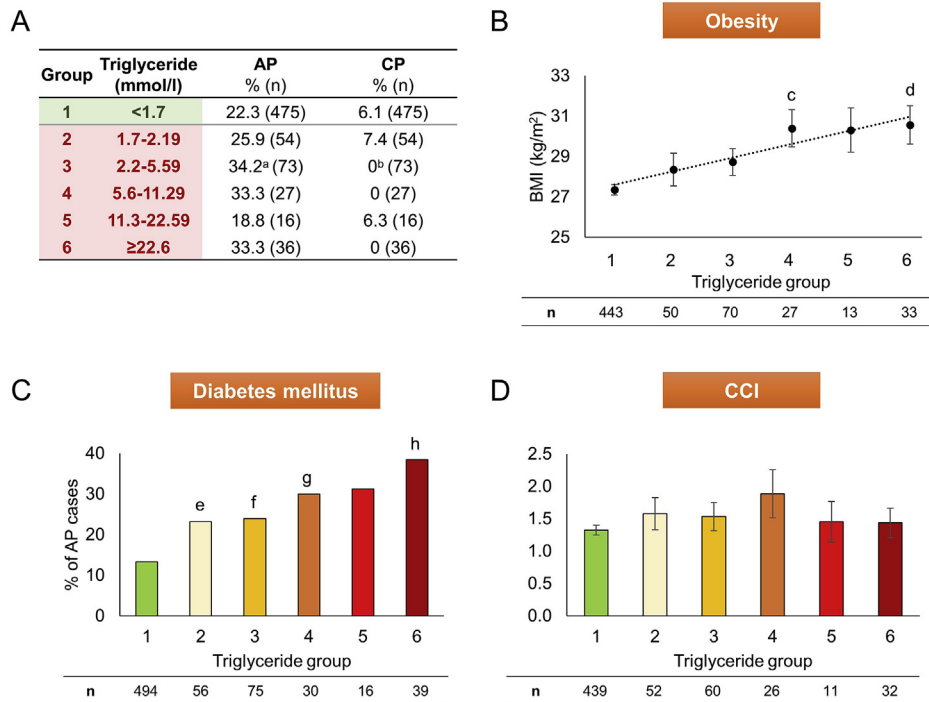 A
Group Triglyceride (mmol/l) AP % (n) CP % (n)
1 <1.7 22.3 (475) 6.1 (475)
2 1.7-2.19 25.9 (54) 7.4 (54)
3 2.2-5.59 34.2ᵃ (73) 0ᵇ (73)
4 5.6-11.29 33.3 (27) 0 (27)
5 11.3-22.59 18.8 (16) 6.3 (16)
6 ≥22.6 33.3 (36) 0 (36)
B
Obesity
BMI (kg/m²)
33
31
29
27
25
c
d
1 2 3 4 5 6
Triglyceride group
n 443 50 70 27 13 33
C
Diabetes mellitus
% of AP cases
40
30
20
10
0
e
f
g
h
1 2 3 4 5 6
Triglyceride group
n 494 56 75 30 16 39
D
CCI
2.5
2.0
1.5
1.0
0.5
0.0
1 2 3 4 5 6
Triglyceride group
n 439 52 60 26 11 32